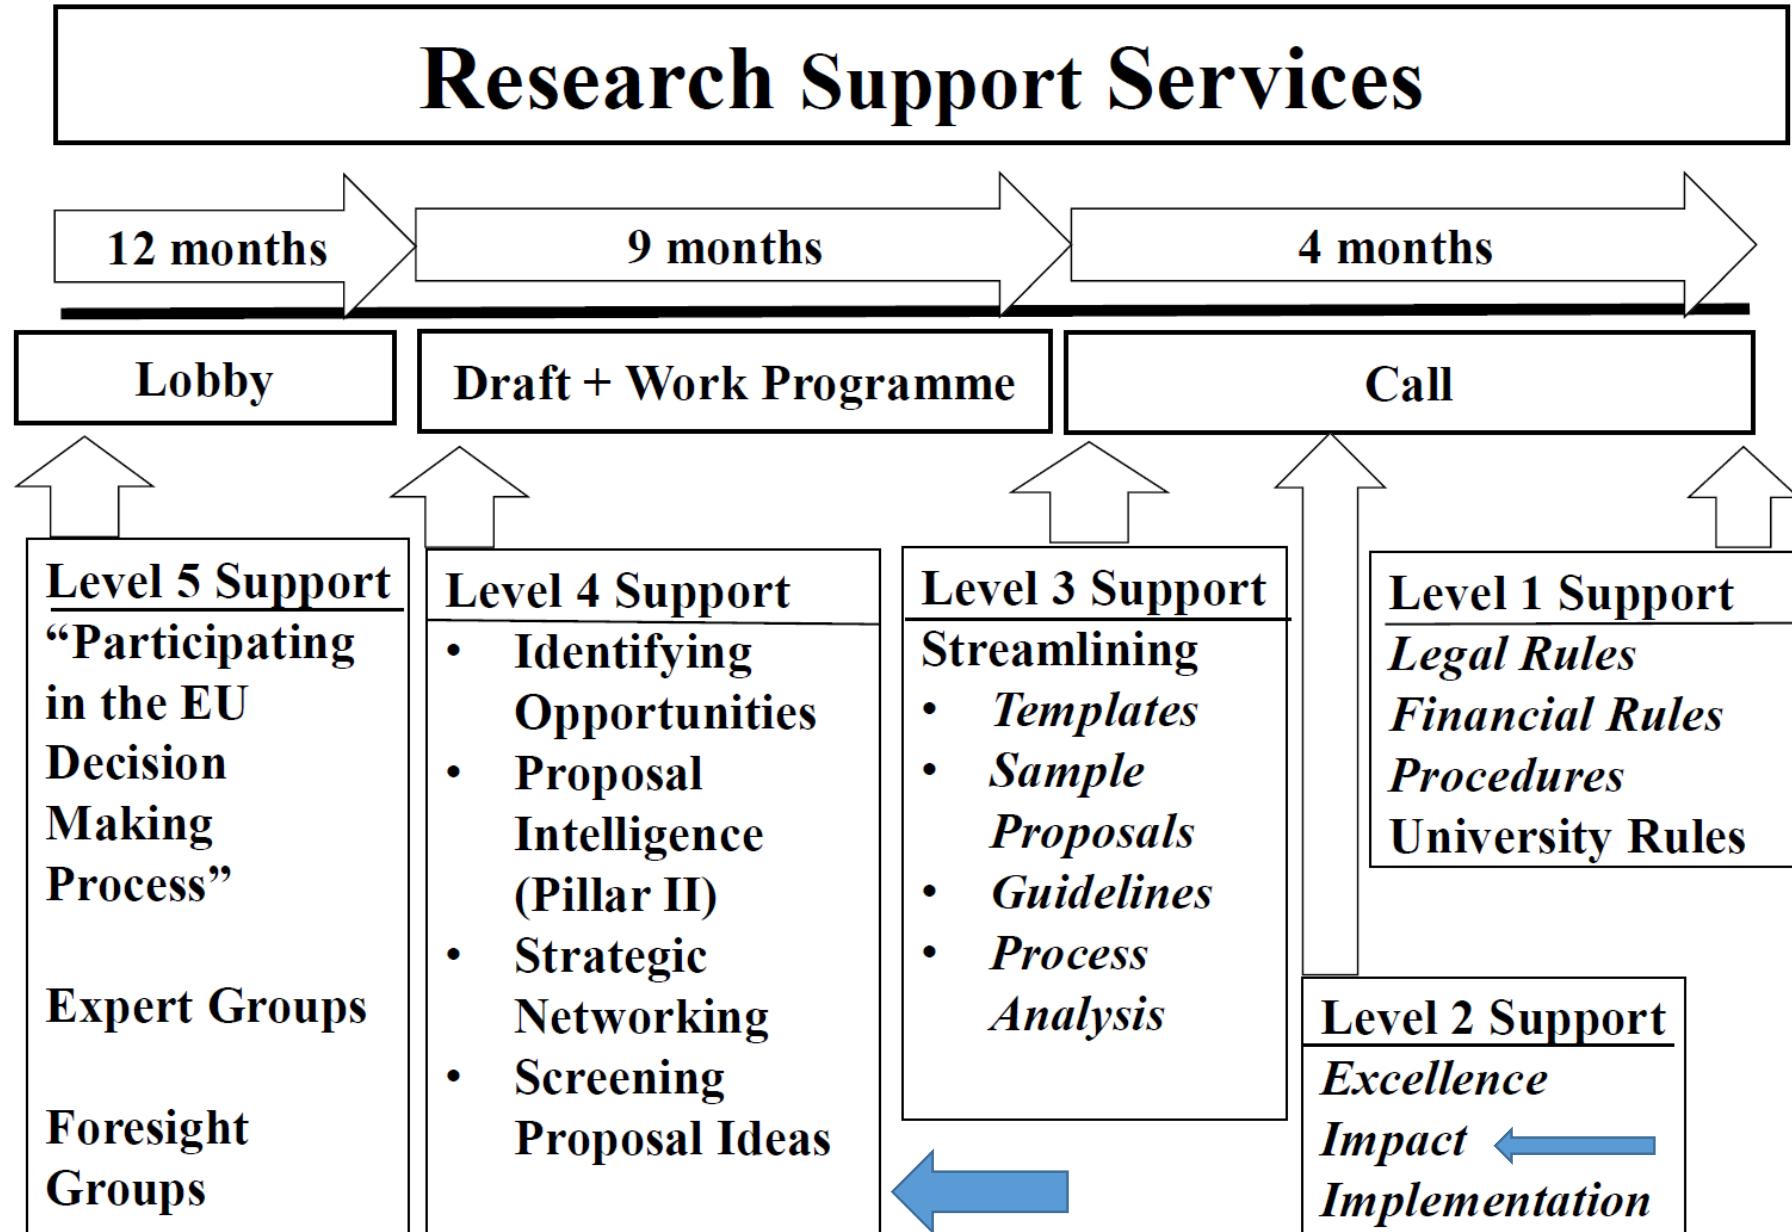 Research Support Services
12 months
9 months
4 months
Lobby
Draft + Work Programme
Call
Level 5 Support
“Participating
in the EU
Decision
Making
Process”
Expert Groups
Foresight
Groups
Level 4 Support
• Identifying
Opportunities
• Proposal
Intelligence
(Pillar II)
• Strategic
Networking
• Screening
Proposal Ideas
Level 3 Support
Streamlining
• Templates
• Sample
Proposals
• Guidelines
• Process
Analysis
Level 2 Support
Excellence
Impact
Implementation
Level 1 Support
Legal Rules
Financial Rules
Procedures
University Rules